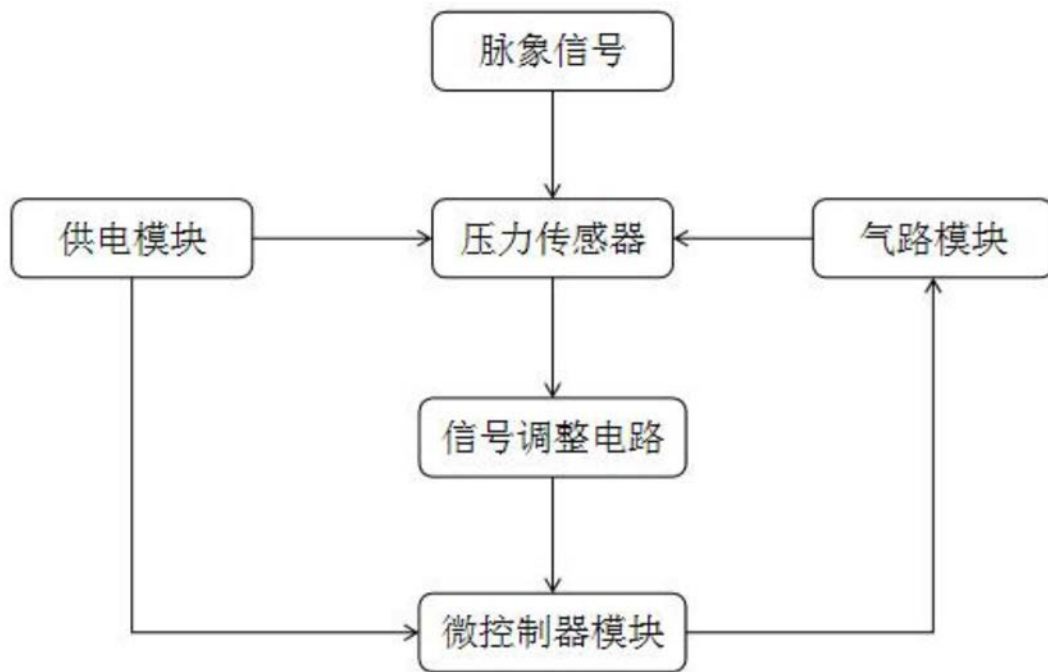 脉象信号
供电模块
压力传感器
气路模块
信号调整电路
微控制器模块